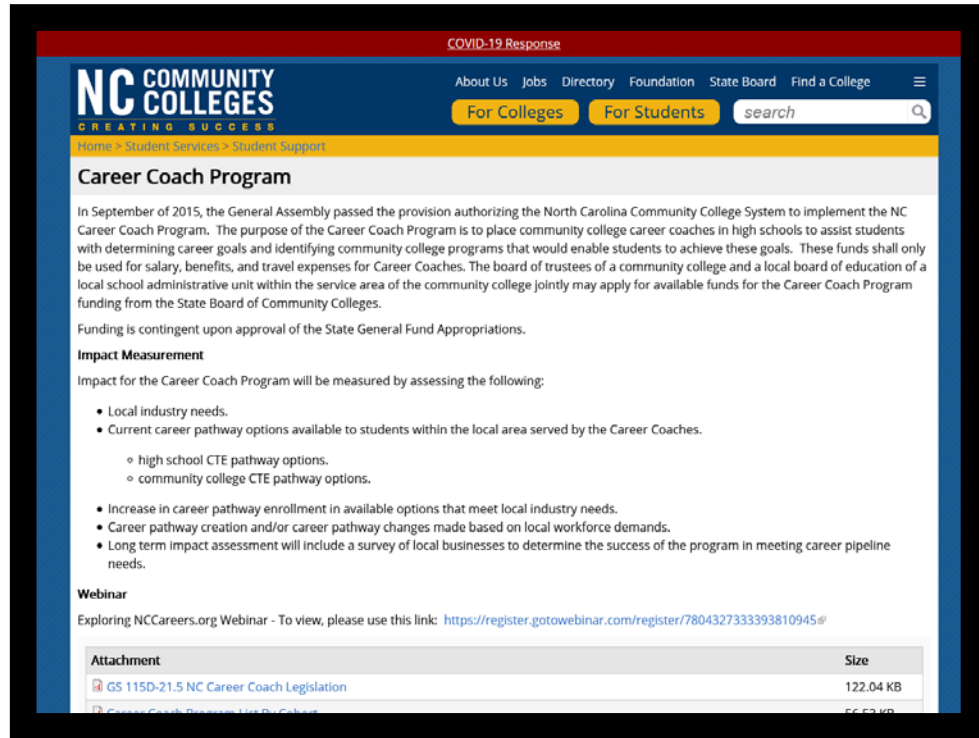 COVID-19 Response
NC COMMUNITY COLLEGES
CREATING SUCCESS
About Us Jobs Directory Foundation State Board Find a College
For Colleges For Students search
Home > Student Services > Student Support
Career Coach Program
In September of 2015, the General Assembly passed the provision authorizing the North Carolina Community College System to implement the NC
Career Coach Program. The purpose of the Career Coach Program is to place community college career coaches in high schools to assist students
with determining career goals and identifying community college programs that would enable students to achieve these goals. These funds shall only
be used for salary, benefits, and travel expenses for Career Coaches. The board of trustees of a community college and a local board of education of a
local school administrative unit within the service area of the community college jointly may apply for available funds for the Career Coach Program
funding from the State Board of Community Colleges.
Funding is contingent upon approval of the State General Fund Appropriations.
Impact Measurement
Impact for the Career Coach Program will be measured by assessing the following:
• Local industry needs.
• Current career pathway options available to students within the local area served by the Career Coaches.
◦ high school CTE pathway options.
◦ community college CTE pathway options.
• Increase in career pathway enrollment in available options that meet local industry needs.
• Career pathway creation and/or career pathway changes made based on local workforce demands.
• Long term impact assessment will include a survey of local businesses to determine the success of the program in meeting career pipeline
needs.
Webinar
Exploring NCCareers.org Webinar - To view, please use this link: https://register.gotowebinar.com/register/7804327333393810945
Attachment Size
GS 115D-21.5 NC Career Coach Legislation 122.04 KB
Career Coach Program List By Cohort 56.53 KB